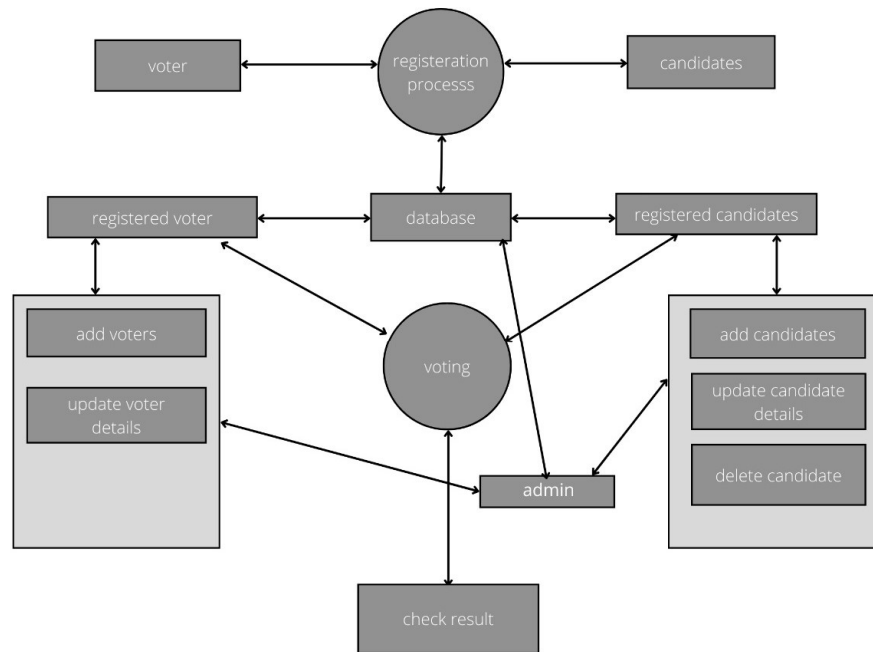 voter
registeration
processs
candidates
registered voter
database
registered candidates
add voters
update voter
details
voting
add candidates
update candidate
details
delete candidate
admin
check result